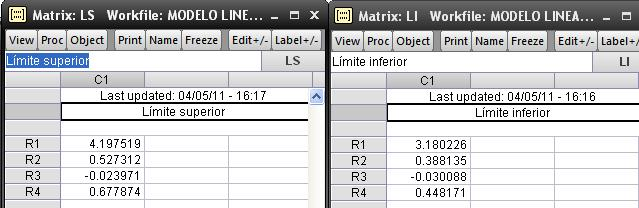 Matrix: LS   Workfile: MODELO LINE...
View Proc Object Print Name Freeze Edit+/- Label+/-
Límite superior LS
C1
Last updated: 04/05/11 - 16:17
Límite superior
R1 4.197519
R2 0.527312
R3 -0.023971
R4 0.677874
Matrix: LI   Workfile: MODELO LINEA...
View Proc Object Print Name Freeze Edit+/- Label+/-
Límite inferior LI
C1
Last updated: 04/05/11 - 16:16
Límite inferior
R1 3.180226
R2 0.388135
R3 -0.030088
R4 0.448171